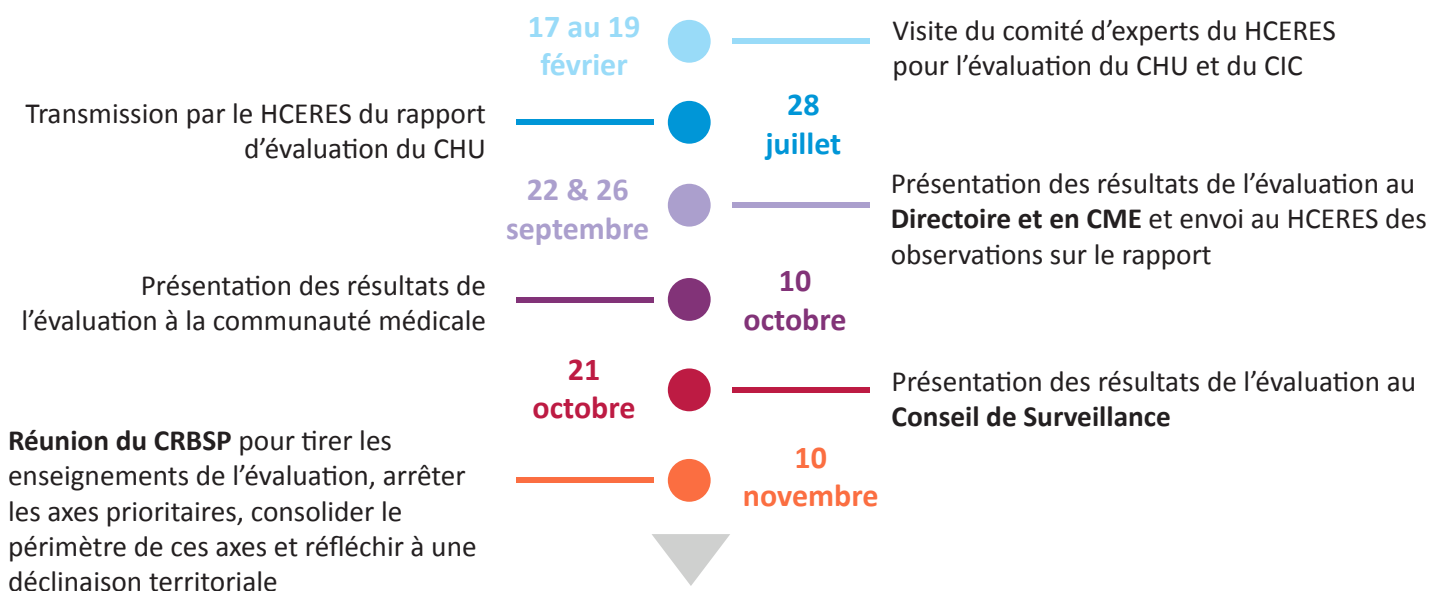 17 au 19
février
Visite du comité d’experts du HCERES
pour l’évaluation du CHU et du CIC
Transmission par le HCERES du rapport
d’évaluation du CHU
28
juillet
22 & 26
septembre
Présentation des résultats de l’évaluation au
Directoire et en CME et envoi au HCERES des
observations sur le rapport
Présentation des résultats de
l’évaluation à la communauté médicale
10
octobre
21
octobre
Présentation des résultats de l’évaluation au
Conseil de Surveillance
Réunion du CRBSP pour tirer les
enseignements de l’évaluation, arrêter
les axes prioritaires, consolider le
périmètre de ces axes et réfléchir à une
déclinaison territoriale
10
novembre